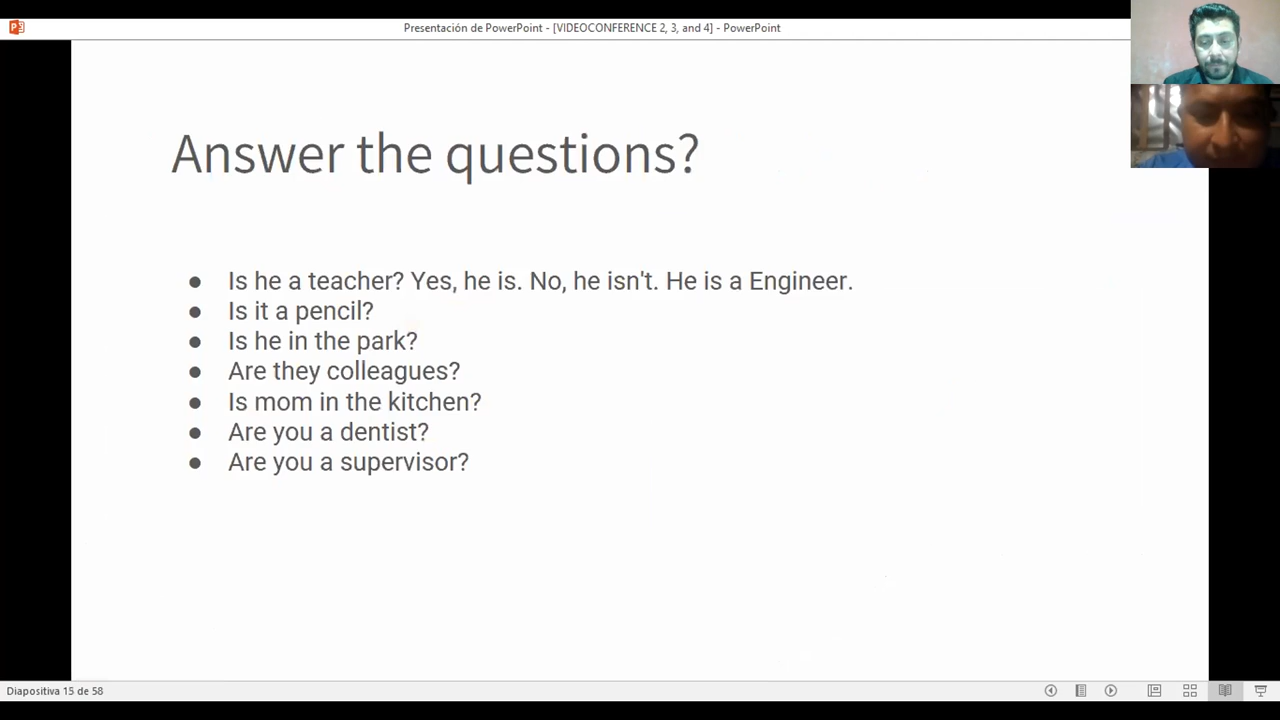 Presentación de PowerPoint - [VIDEOCONFERENCE 2, 3, and 4] - PowerPoint
Answer the questions?
● Is he a teacher? Yes, he is. No, he isn't. He is a Engineer.
● Is it a pencil?
● Is he in the park?
● Are they colleagues?
● Is mom in the kitchen?
● Are you a dentist?
● Are you a supervisor?
Diapositiva 15 de 58